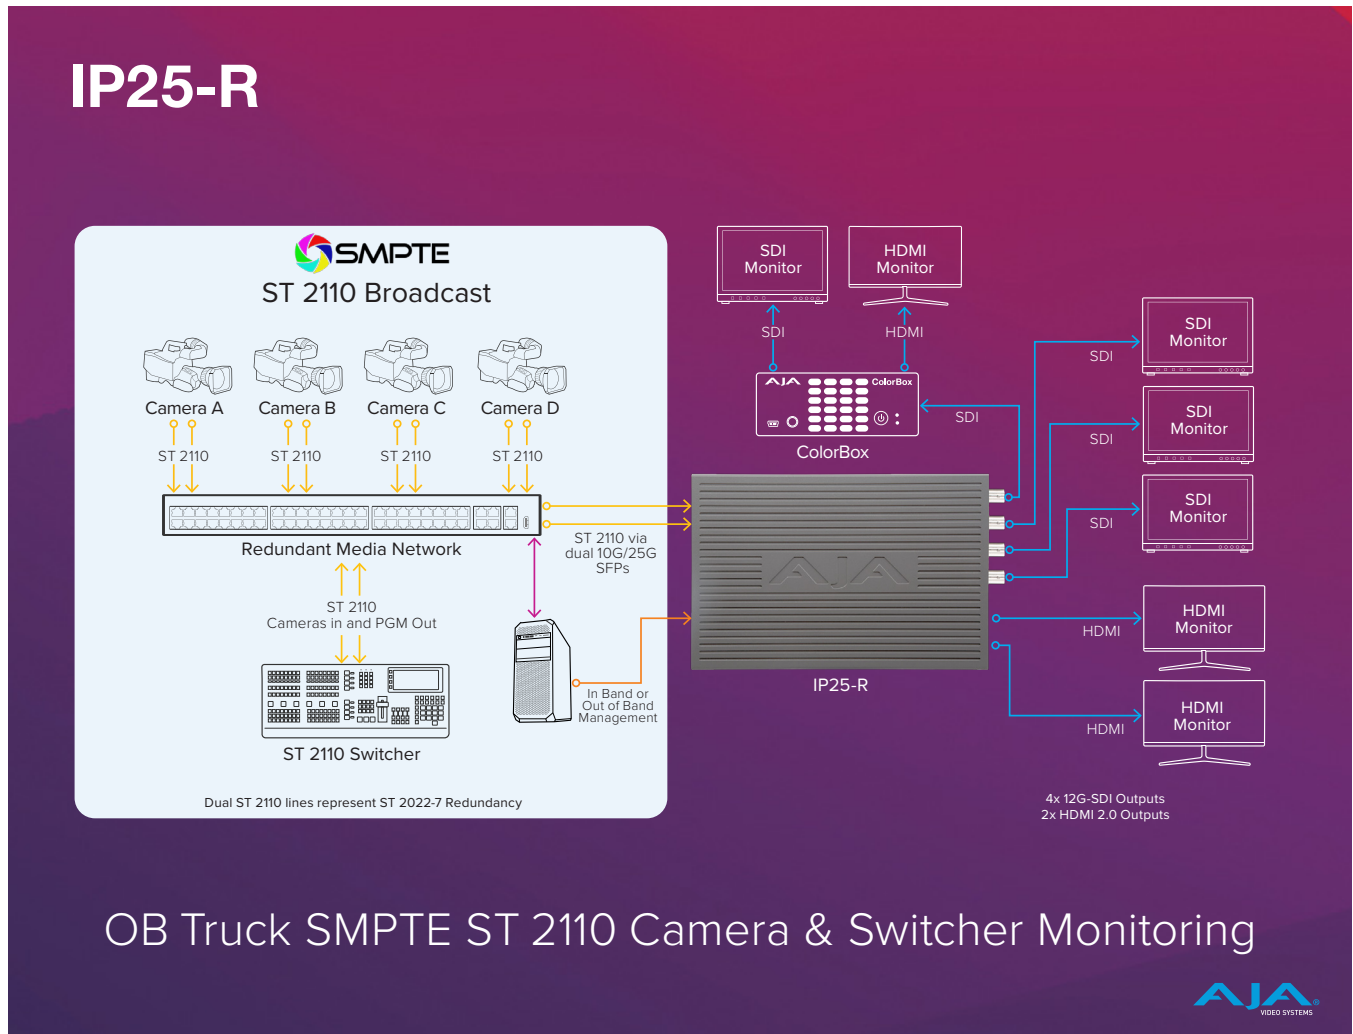 IP25-R
SMPTE
ST 2110 Broadcast
Camera A
Camera B
Camera C
Camera D
ST 2110
ST 2110
ST 2110
ST 2110
Redundant Media Network
ST 2110 via
dual 10G/25G
SFPs
ST 2110
Cameras in and PGM Out
In Band or
Out of Band
Management
ST 2110 Switcher
Dual ST 2110 lines represent ST 2022-7 Redundancy
SDI
Monitor
HDMI
Monitor
SDI
HDMI
AJA
ColorBox
ColorBox
SDI
AJA
IP25-R
SDI
SDI
Monitor
SDI
SDI
Monitor
SDI
SDI
Monitor
HDMI
HDMI
Monitor
HDMI
HDMI
Monitor
4x 12G-SDI Outputs
2x HDMI 2.0 Outputs
OB Truck SMPTE ST 2110 Camera & Switcher Monitoring
AJA®
VIDEO SYSTEMS